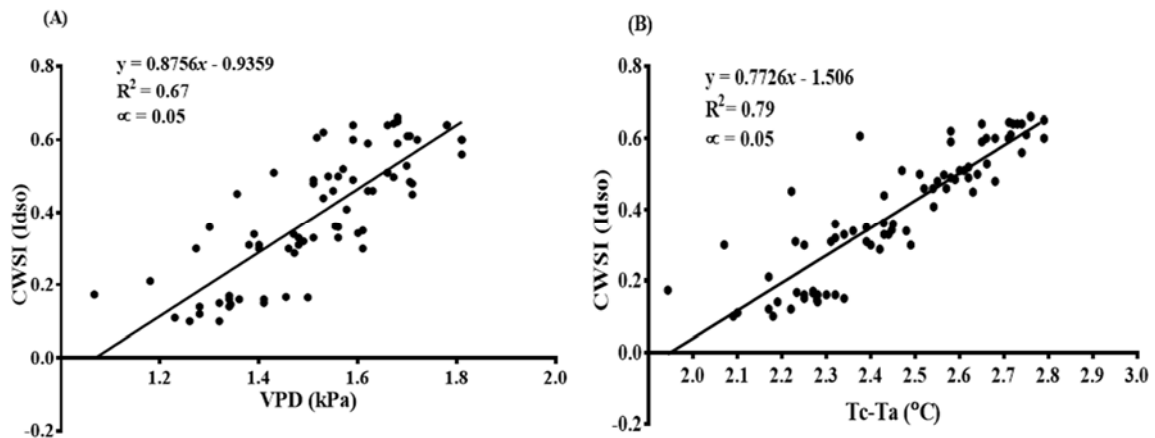 (A)
y = 0.8756x - 0.9359
R² = 0.67
∝ = 0.05
0.8
0.6
0.4
0.2
0.0
-0.2
CWSI (Idso)
1.2
1.4
1.6
1.8
2.0
VPD (kPa)
(B)
y = 0.7726x - 1.506
R² = 0.79
∝ = 0.05
0.8
0.6
0.4
0.2
0.0
-0.2
CWSI (Idso)
2.0
2.1
2.2
2.3
2.4
2.5
2.6
2.7
2.8
2.9
3.0
Tc-Ta (°C)